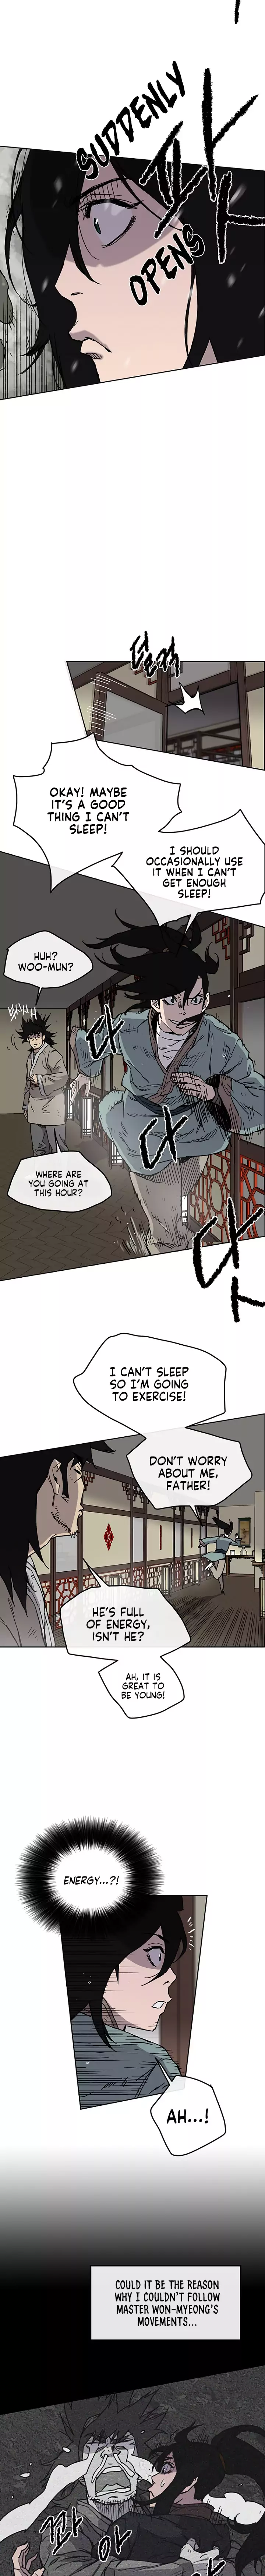 SUDDENLY
OPENS
OKAY! MAYBE
IT'S A GOOD
THING I CAN'T
SLEEP!
I SHOULD
OCCASIONALLY USE
IT WHEN I CAN'T
GET ENOUGH
SLEEP!
HUH?
WOO-MUN?
WHERE ARE
YOU GOING AT
THIS HOUR?
I CAN'T SLEEP
SO I'M GOING
TO EXERCISE!
DON'T WORRY
ABOUT ME,
FATHER!
HE'S FULL
OF ENERGY,
ISN'T HE?
AH, IT IS
GREAT TO
BE YOUNG!
ENERGY...?!
AH...!
COULD IT BE THE REASON
WHY I COULDN'T FOLLOW
MASTER WON-MYEONG'S
MOVEMENTS...